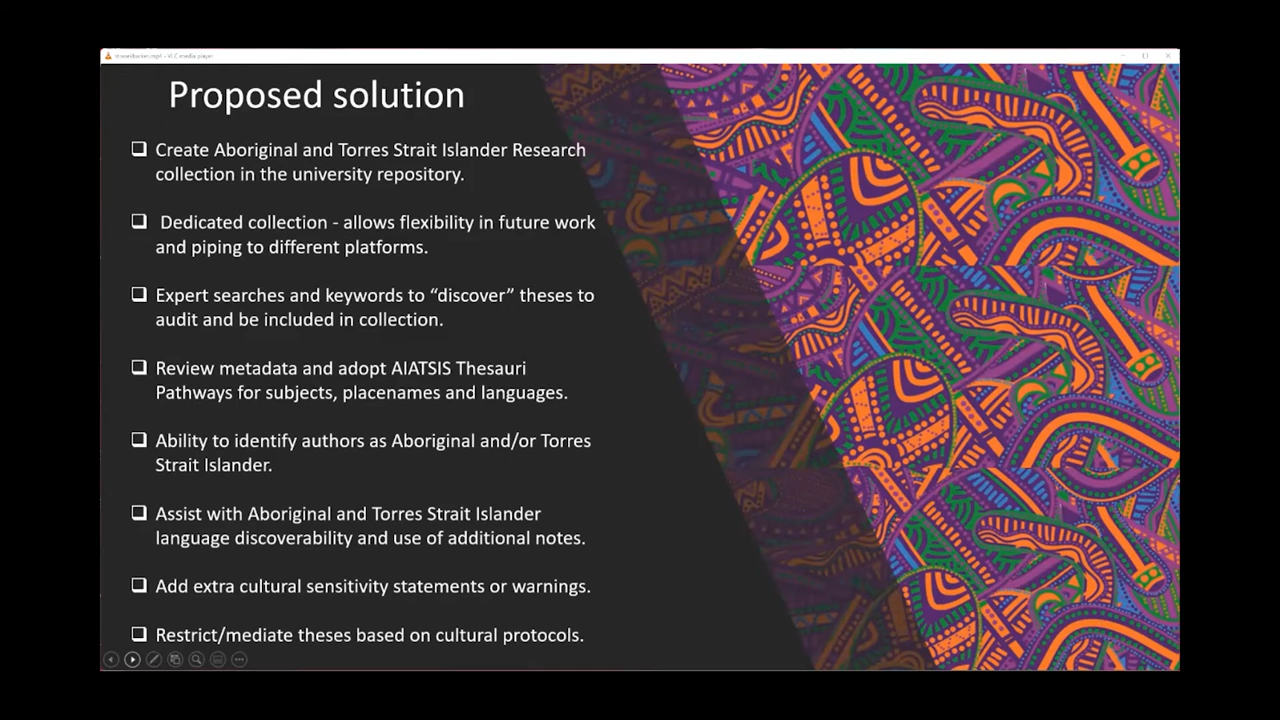 Proposed solution
Create Aboriginal and Torres Strait Islander Research
collection in the university repository.
Dedicated collection - allows flexibility in future work
and piping to different platforms.
Expert searches and keywords to “discover” theses to
audit and be included in collection.
Review metadata and adopt AIATSIS Thesauri
Pathways for subjects, placenames and languages.
Ability to identify authors as Aboriginal and/or Torres
Strait Islander.
Assist with Aboriginal and Torres Strait Islander
language discoverability and use of additional notes.
Add extra cultural sensitivity statements or warnings.
Restrict/mediate theses based on cultural protocols.